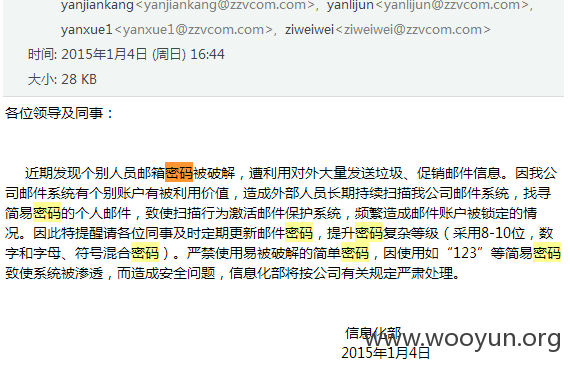 yanjiankang<yanjiankang@zzvcom.com>, yanlijun<yanlijun@zzvcom.com>,
yanxue1<yanxue1@zzvcom.com>, ziweiwei<ziweiwei@zzvcom.com>
时间: 2015年1月4日 (周日) 16:44
大小: 28 KB
各位领导及同事：
近期发现个别人员邮箱密码被破解，遭利用对外大量发送垃圾、促销邮件信息。因我公
司邮件系统有个别账户有被利用价值，造成外部人员长期持续扫描我公司邮件系统，找寻
简易密码的个人邮件，致使扫描行为激活邮件保护系统，频繁造成邮件账户被锁定的情
况。因此特提醒请各位同事及时定期更新邮件密码，提升密码复杂等级（采用8-10位，数
字和字母、符号混合密码）。严禁使用易被破解的简单密码，因使用如“123”等简易密码
致使系统被渗透，而造成安全问题，信息化部将按公司有关规定严肃处理。
信息化部
www.wooyun.org
2015年1月4日